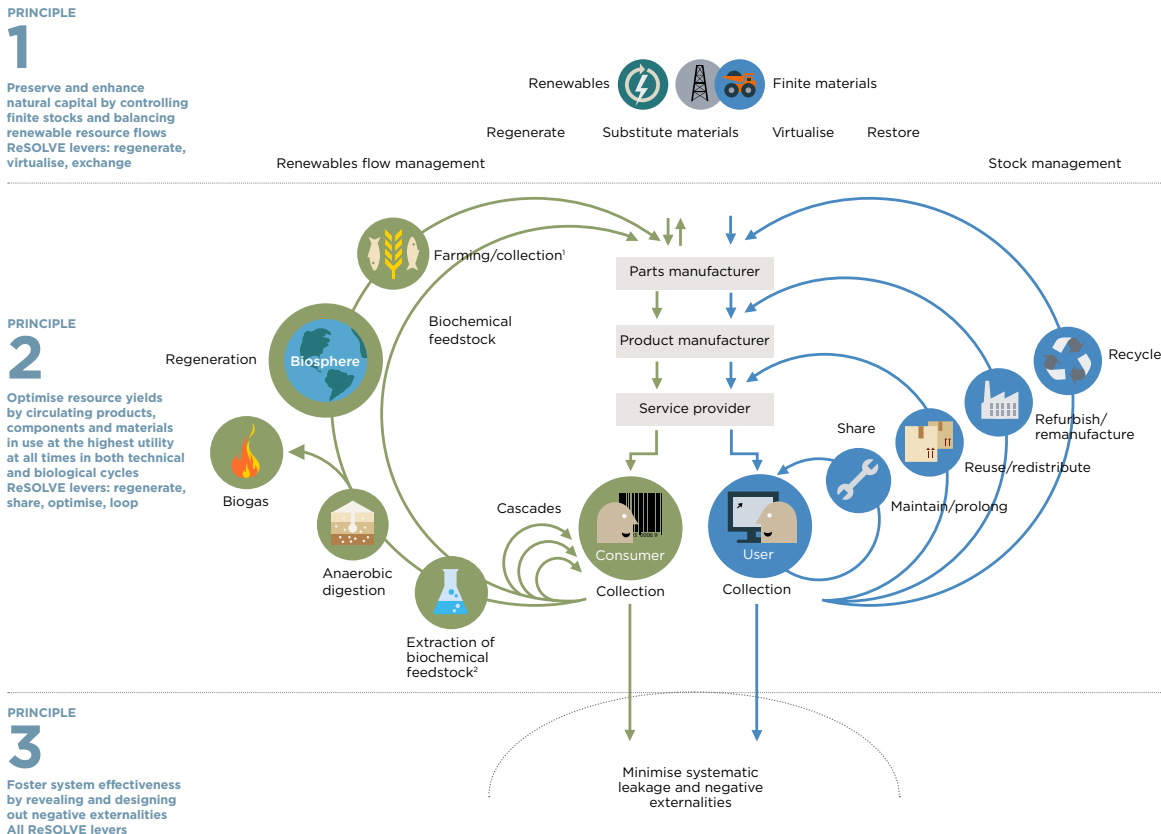 PRINCIPLE
1
Preserve and enhance
natural capital by controlling
finite stocks and balancing
renewable resource flows
ReSOLVE levers: regenerate,
virtualise, exchange
Renewables
Finite materials
Regenerate
Substitute materials
Virtualise
Restore
Renewables flow management
Stock management
PRINCIPLE
2
Optimise resource yields
by circulating products,
components and materials
in use at the highest utility
at all times in both technical
and biological cycles
ReSOLVE levers: regenerate,
share, optimise, loop
Farming/collection¹
Biochemical
feedstock
Regeneration
Biosphere
Biogas
Anaerobic
digestion
Extraction of
biochemical
feedstock²
Cascades
Parts manufacturer
Product manufacturer
Service provider
Consumer
Collection
User
Collection
Share
Maintain/prolong
Reuse/redistribute
Refurbish/
remanufacture
Recycle
PRINCIPLE
3
Foster system effectiveness
by revealing and designing
out negative externalities
All ReSOLVE levers
Minimise systematic
leakage and negative
externalities